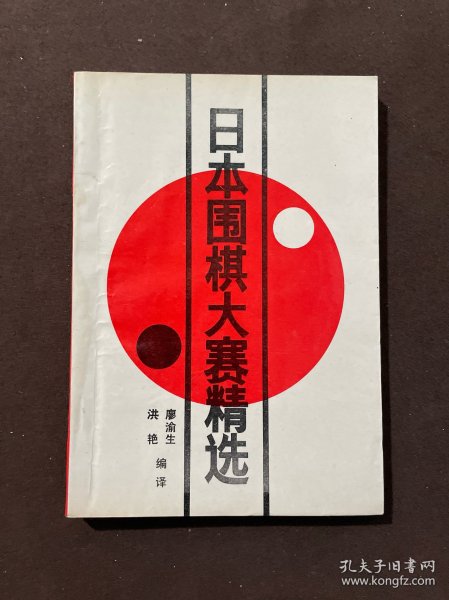 日本围棋大赛精选
廖渝生
洪艳
编译
孔夫子旧书网
www.kongfz.com